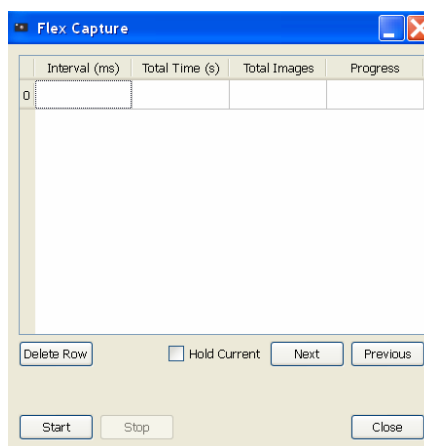 Flex Capture
Interval (ms) Total Time (s) Total Images Progress
0
Delete Row Hold Current Next Previous
Start Stop Close